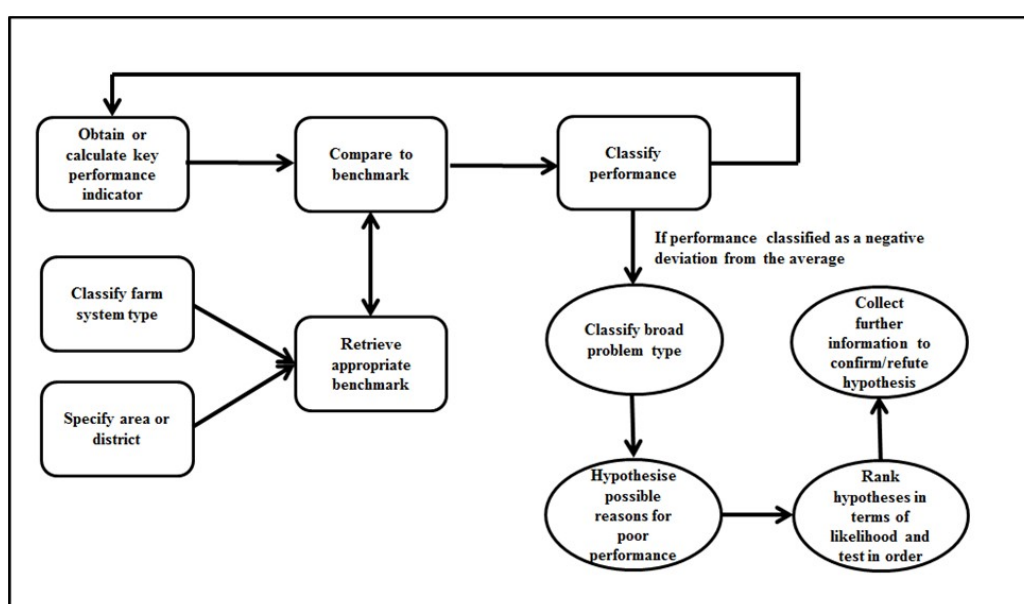 Obtain or
calculate key
performance
indicator
Compare to
benchmark
Classify
performance
If performance classified as a negative
deviation from the average
Classify farm
system type
Retrieve
appropriate
benchmark
Specify area or
district
Classify broad
problem type
Collect
further
information to
confirm/refute
hypothesis
Hypothesise
possible
reasons for
poor
performance
Rank
hypotheses in
terms of
likelihood and
test in order